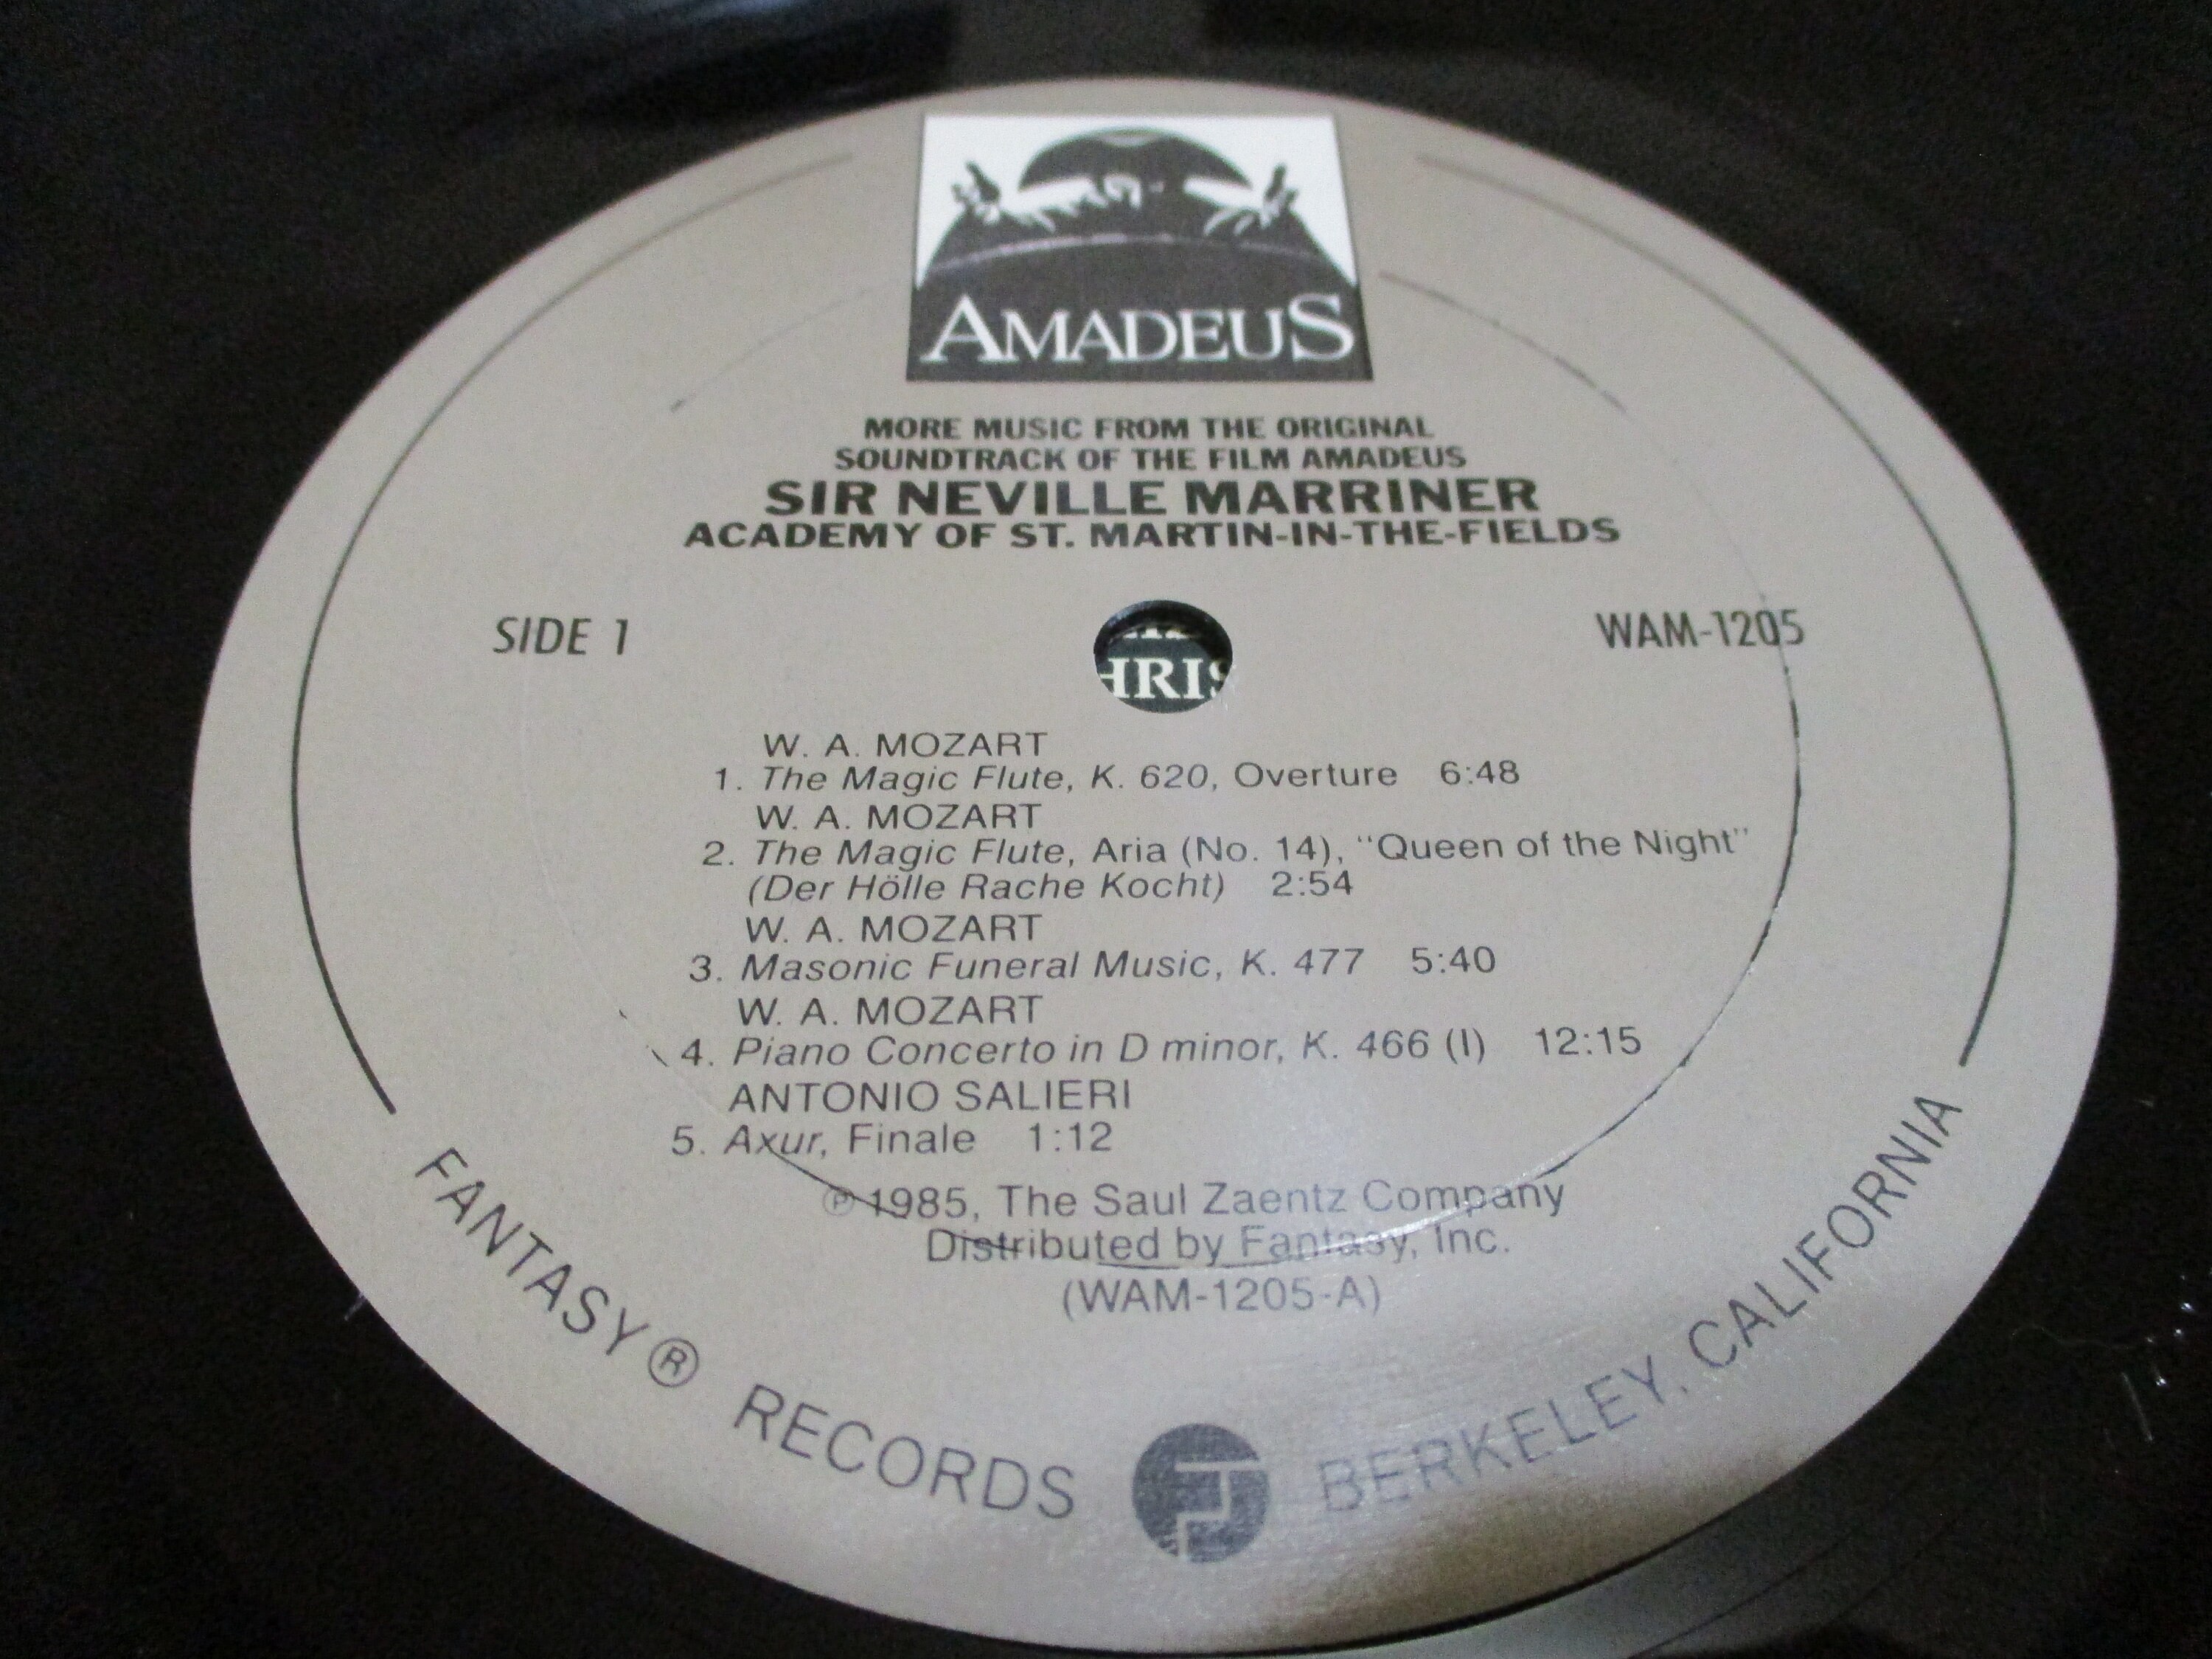 AMADEUS
MORE MUSIC FROM THE ORIGINAL
SOUNDTRACK OF THE FILM AMADEUS
SIR NEVILLE MARRINER
ACADEMY OF ST. MARTIN-IN-THE-FIELDS
SIDE 1
WAM-1205
HRIS
W. A. MOZART
1. The Magic Flute, K. 620, Overture 6:48
W. A. MOZART
2. The Magic Flute, Aria (No. 14), "Queen of the Night"
(Der Hölle Rache Kocht) 2:54
W. A. MOZART
3. Masonic Funeral Music, K. 477 5:40
W. A. MOZART
4. Piano Concerto in D minor, K. 466 (I) 12:15
ANTONIO SALIERI
5. Axur, Finale 1:12
℗ 1985, The Saul Zaentz Company
Distributed by Fantasy, Inc.
(WAM-1205-A)
FANTASY ® RECORDS BERKELEY, CALIFORNIA